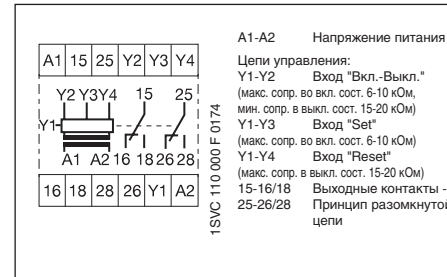 A1 15 25 Y2 Y3 Y4
Y2 Y3 Y4 15 25
Y1
A1 A2 16 18 26 28
16 18 28 26 Y1 A2
1SVC 110 000 F 0174
A1-A2 Напряжение питания
Цепи управления:
Y1-Y2 Вход "Вкл.-Выкл."
(макс. сопр. во вкл. сост. 6-10 кОм,
мин. сопр. в выкл. сост. 15-20 кОм)
Y1-Y3 Вход "Set"
(макс. сопр. во вкл. сост. 6-10 кОм)
Y1-Y4 Вход "Reset"
(макс. сопр. в выкл. сост. 15-20 кОм)
15-16/18 Выходные контакты -
25-26/28 Принцип разомкнутой
цепи